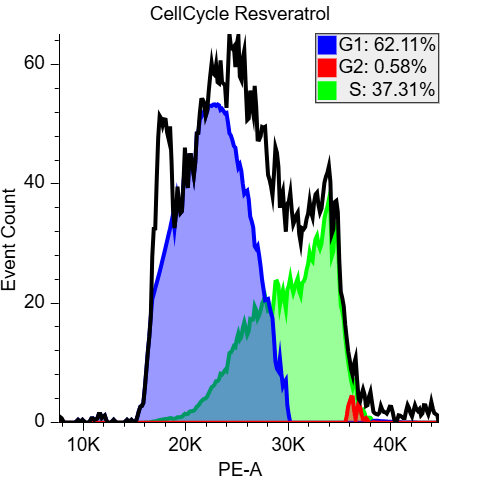 CellCycle Resveratrol
G1: 62.11%
G2: 0.58%
S: 37.31%
60
40
20
0
Event Count
10K 20K 30K 40K
PE-A